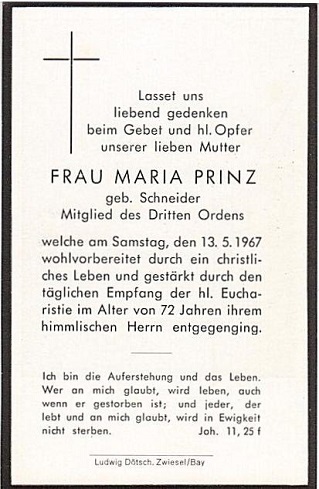 Lasset uns
liebend gedenken
beim Gebet und hl. Opfer
unserer lieben Mutter
FRAU MARIA PRINZ
geb. Schneider
Mitglied des Dritten Ordens
welche am Samstag, den 13. 5. 1967
wohlvorbereitet durch ein christli-
ches Leben und gestärkt durch den
täglichen Empfang der hl. Eucha-
ristie im Alter von 72 Jahren ihrem
himmlischen Herrn entgegenging.
Ich bin die Auferstehung und das Leben.
Wer an mich glaubt, wird leben, auch
wenn er gestorben ist; und jeder, der
lebt und an mich glaubt, wird in Ewigkeit
nicht sterben. Joh. 11, 25 f
Ludwig Dötsch, Zwiesel/Bay